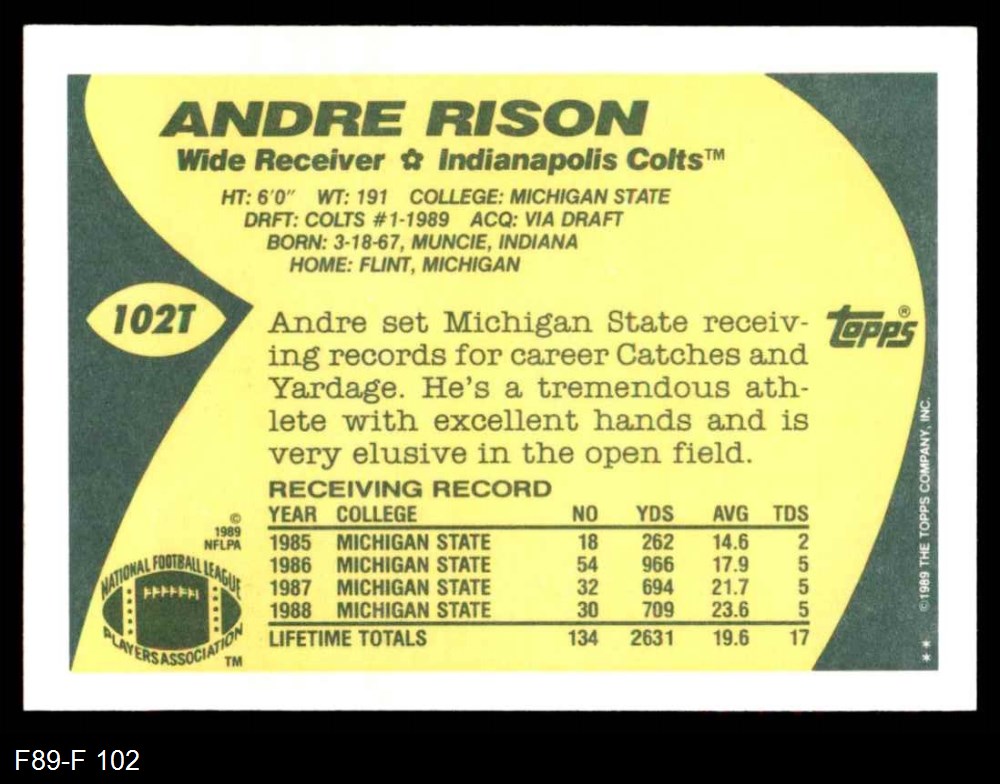 ANDRE RISON
Wide Receiver ✿ Indianapolis Colts™
HT: 6'0" WT: 191 COLLEGE: MICHIGAN STATE
DRFT: COLTS #1-1989 ACQ: VIA DRAFT
BORN: 3-18-67, MUNCIE, INDIANA
HOME: FLINT, MICHIGAN
102T
Andre set Michigan State receiv-
ing records for career Catches and
Yardage. He's a tremendous ath-
lete with excellent hands and is
very elusive in the open field.
topps®
RECEIVING RECORD
YEAR COLLEGE NO YDS AVG TDS
1985 MICHIGAN STATE 18 262 14.6 2
1986 MICHIGAN STATE 54 966 17.9 5
1987 MICHIGAN STATE 32 694 21.7 5
1988 MICHIGAN STATE 30 709 23.6 5
LIFETIME TOTALS 134 2631 19.6 17
©
1989
NFLPA
NATIONAL FOOTBALL LEAGUE
PLAYERS ASSOCIATION
TM
** ©1989 THE TOPPS COMPANY, INC.
F89-F 102